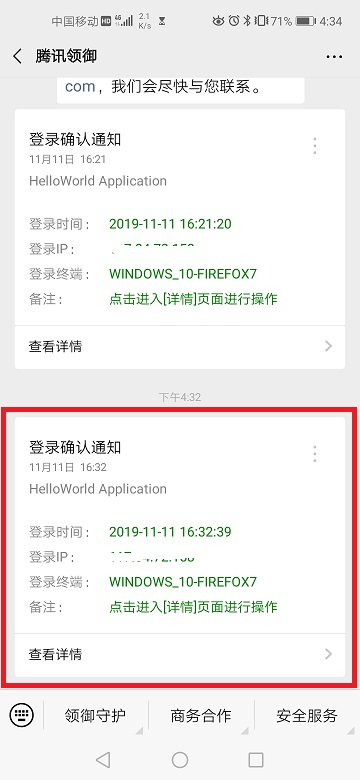 中国移动 HD 4G 2.1 K/s 71% 4:34
腾讯领御
com，我们会尽快与您联系。
登录确认通知
11月11日 16:21
HelloWorld Application
登录时间： 2019-11-11 16:21:20
登录IP：
登录终端： WINDOWS_10-FIREFOX7
备注： 点击进入[详情]页面进行操作
查看详情
下午4:32
登录确认通知
11月11日 16:32
HelloWorld Application
登录时间： 2019-11-11 16:32:39
登录IP：
登录终端： WINDOWS_10-FIREFOX7
备注： 点击进入[详情]页面进行操作
查看详情
领御守护 商务合作 安全服务